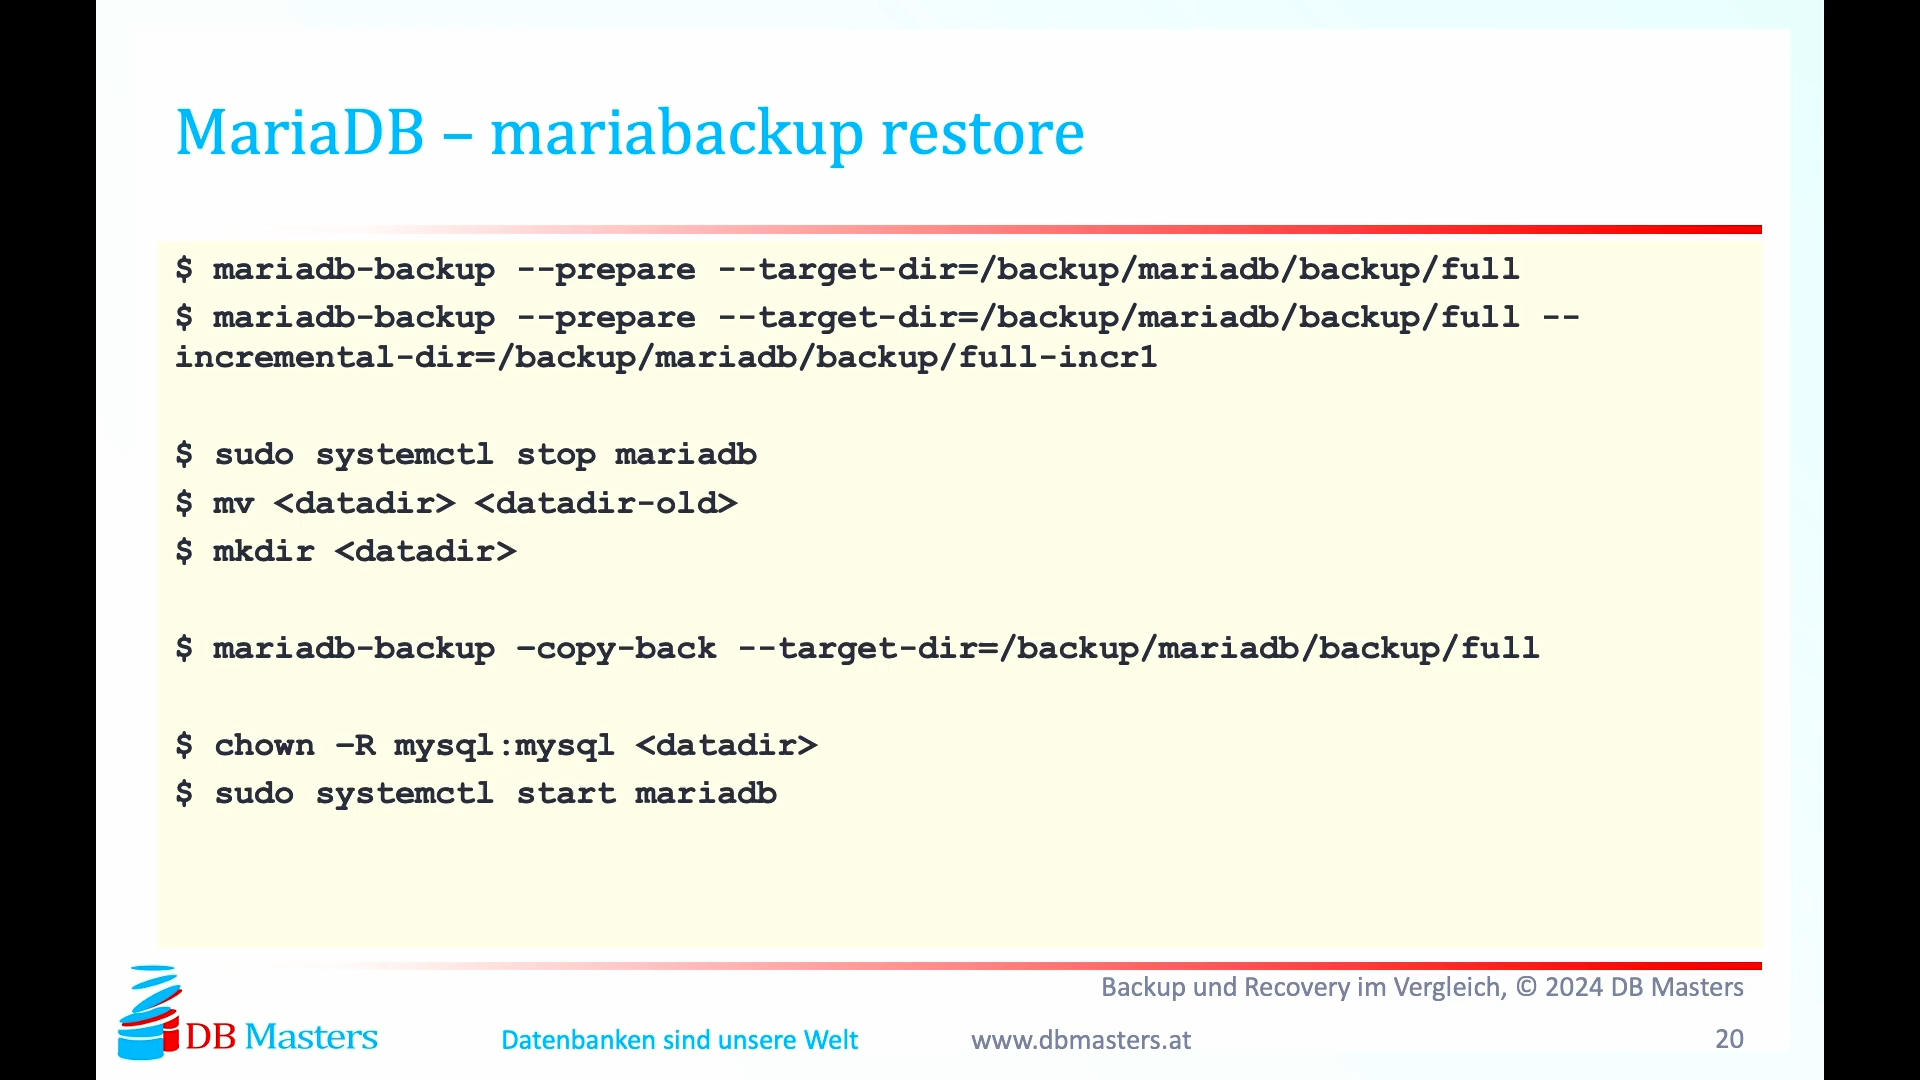 MariaDB – mariabackup restore
$ mariadb-backup --prepare --target-dir=/backup/mariadb/backup/full
$ mariadb-backup --prepare --target-dir=/backup/mariadb/backup/full --
incremental-dir=/backup/mariadb/backup/full-incr1
$ sudo systemctl stop mariadb
$ mv <datadir> <datadir-old>
$ mkdir <datadir>
$ mariadb-backup –copy-back --target-dir=/backup/mariadb/backup/full
$ chown –R mysql:mysql <datadir>
$ sudo systemctl start mariadb
Backup und Recovery im Vergleich, © 2024 DB Masters
DB Masters
Datenbanken sind unsere Welt
www.dbmasters.at
20